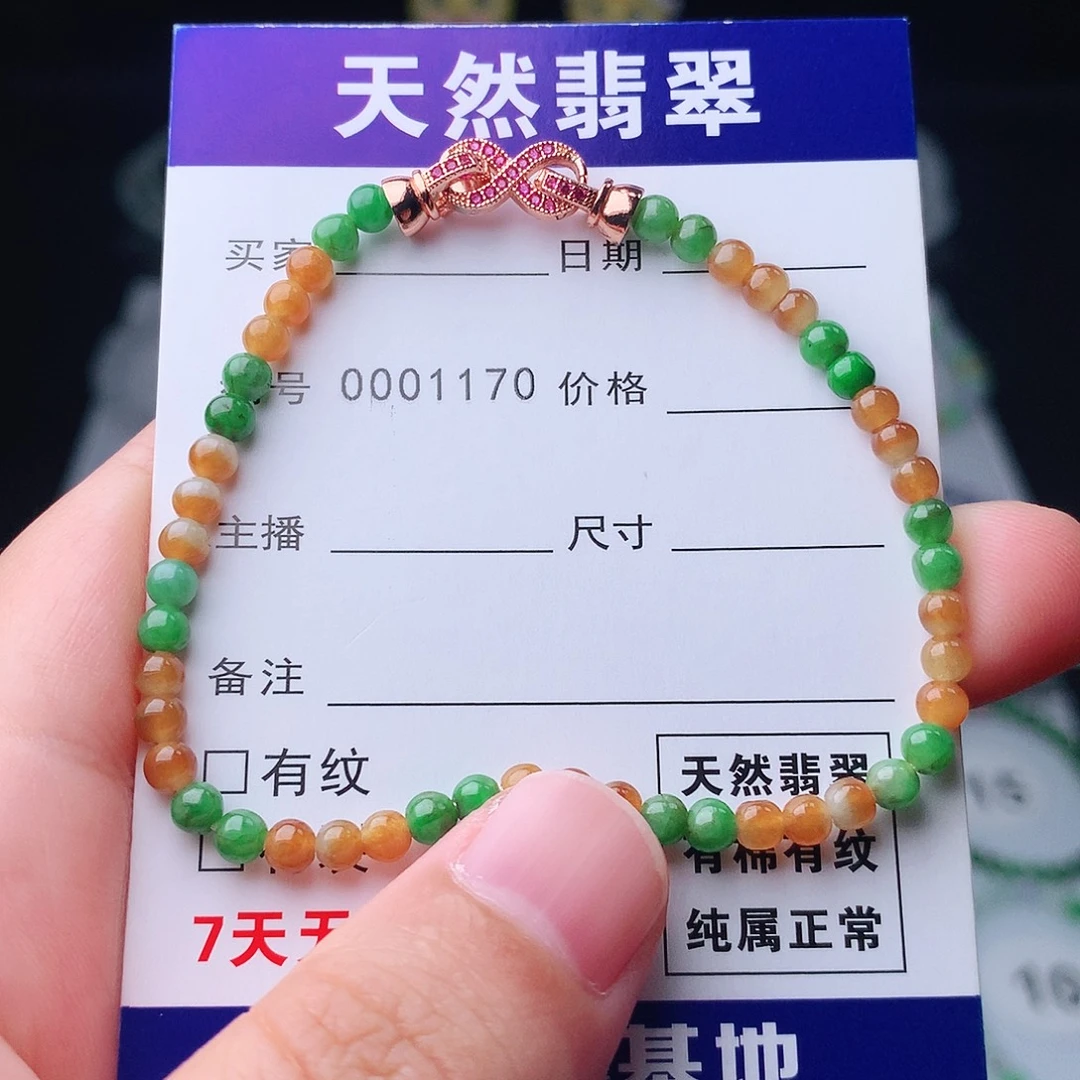 天然翡翠
买家 日期
号 0001170 价格
主播 尺寸
备注
□有纹 天然翡翠
有棉有纹
7天无 纯属正常
基地